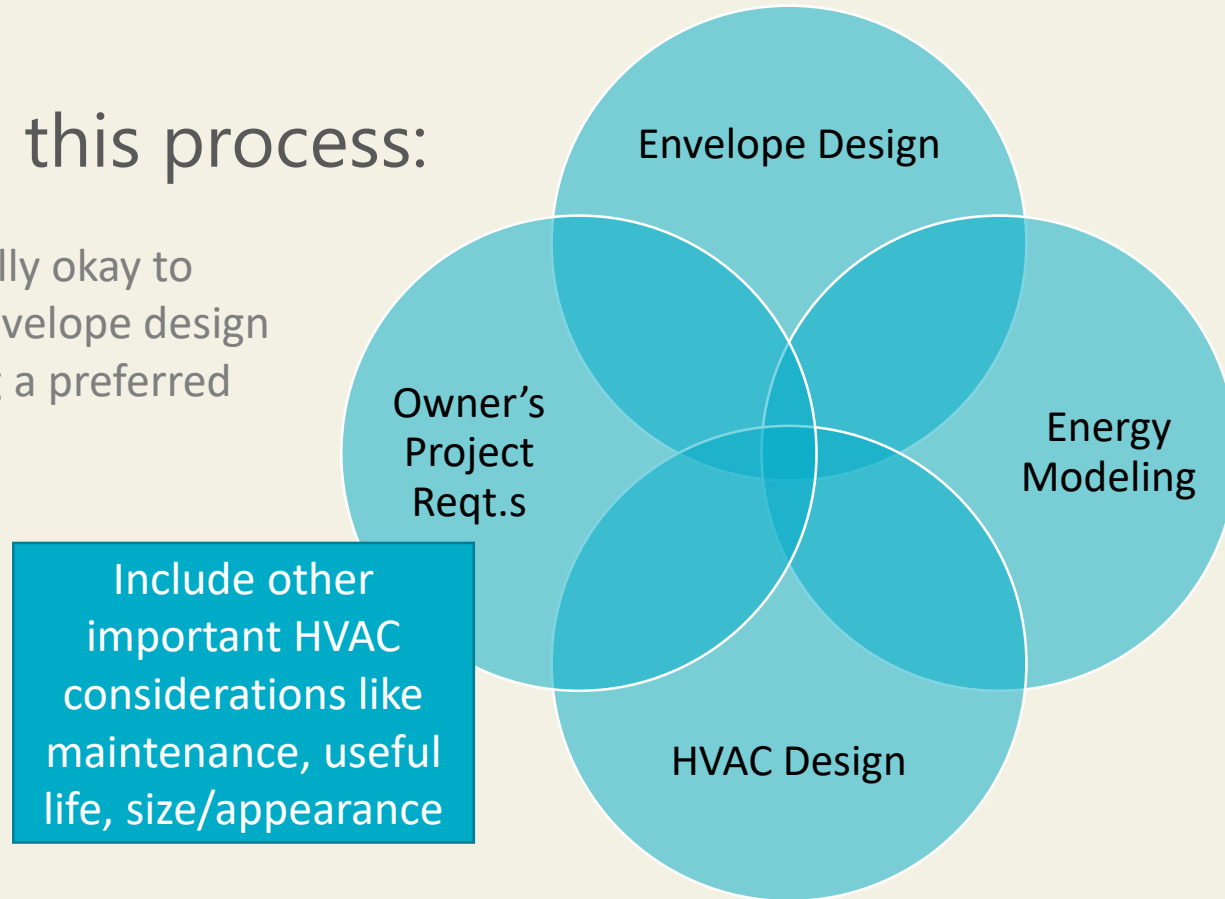 this process:
lly okay to
velope design
a preferred
Envelope Design
Owner's
Project
Reqt.s
Energy
Modeling
Include other
important HVAC
considerations like
maintenance, useful
life, size/appearance
HVAC Design